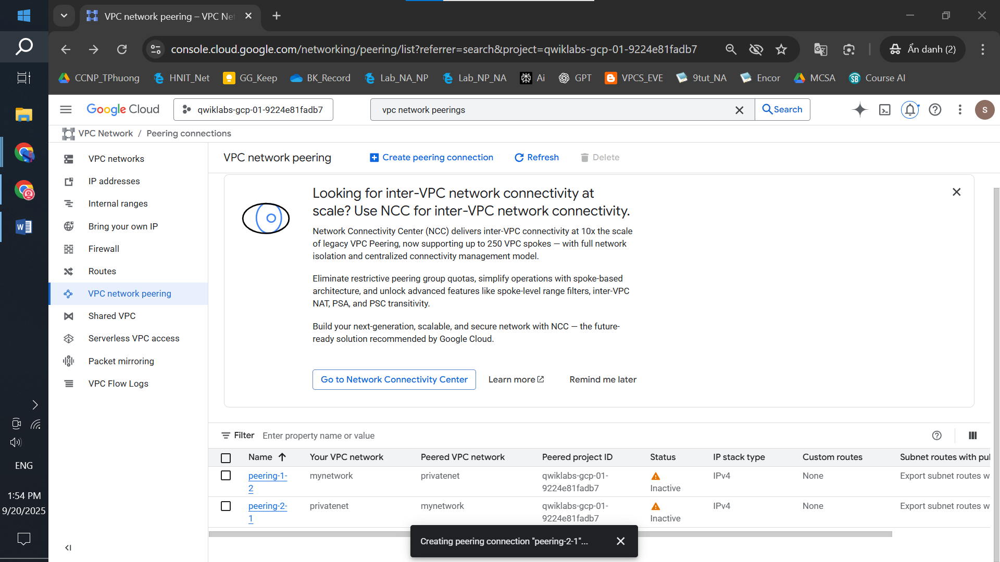 VPC network peering – VPC Net
console.cloud.google.com/networking/peering/list?referrer=search&project=qwiklabs-gcp-01-9224e81fadb7
Ẩn danh (2)
CCNP_TPhuong
HNIT_Net
GG_Keep
BK_Record
Lab_NA_NP
Lab_NP_NA
Ai
GPT
VPCS_EVE
9tut_NA
Encor
MCSA
SB
Course AI
Google Cloud
qwiklabs-gcp-01-9224e81fadb7
vpc network peerings
Search
S
VPC Network / Peering connections
VPC networks
IP addresses
Internal ranges
Bring your own IP
Firewall
Routes
VPC network peering
Shared VPC
Serverless VPC access
Packet mirroring
VPC Flow Logs
VPC network peering
Create peering connection
Refresh
Delete
Looking for inter-VPC network connectivity at
scale? Use NCC for inter-VPC network connectivity.
Network Connectivity Center (NCC) delivers inter-VPC connectivity at 10x the scale
of legacy VPC Peering, now supporting up to 250 VPC spokes — with full network
isolation and centralized connectivity management model.
Eliminate restrictive peering group quotas, simplify operations with spoke-based
architecture, and unlock advanced features like spoke-level range filters, inter-VPC
NAT, PSA, and PSC transitivity.
Build your next-generation, scalable, and secure network with NCC — the future-
ready solution recommended by Google Cloud.
Go to Network Connectivity Center
Learn more
Remind me later
Filter
Enter property name or value
Name
Your VPC network
Peered VPC network
Peered project ID
Status
IP stack type
Custom routes
Subnet routes with pu
peering-1-
2
mynetwork
privatenet
qwiklabs-gcp-01-
9224e81fadb7
Inactive
IPv4
None
Export subnet routes w
peering-2-
1
privatenet
mynetwork
qwiklabs-gcp-01-
9224e81fadb7
Inactive
IPv4
None
Export subnet routes w
Creating peering connection "peering-2-1"...
W
ENG
1:54 PM
9/20/2025